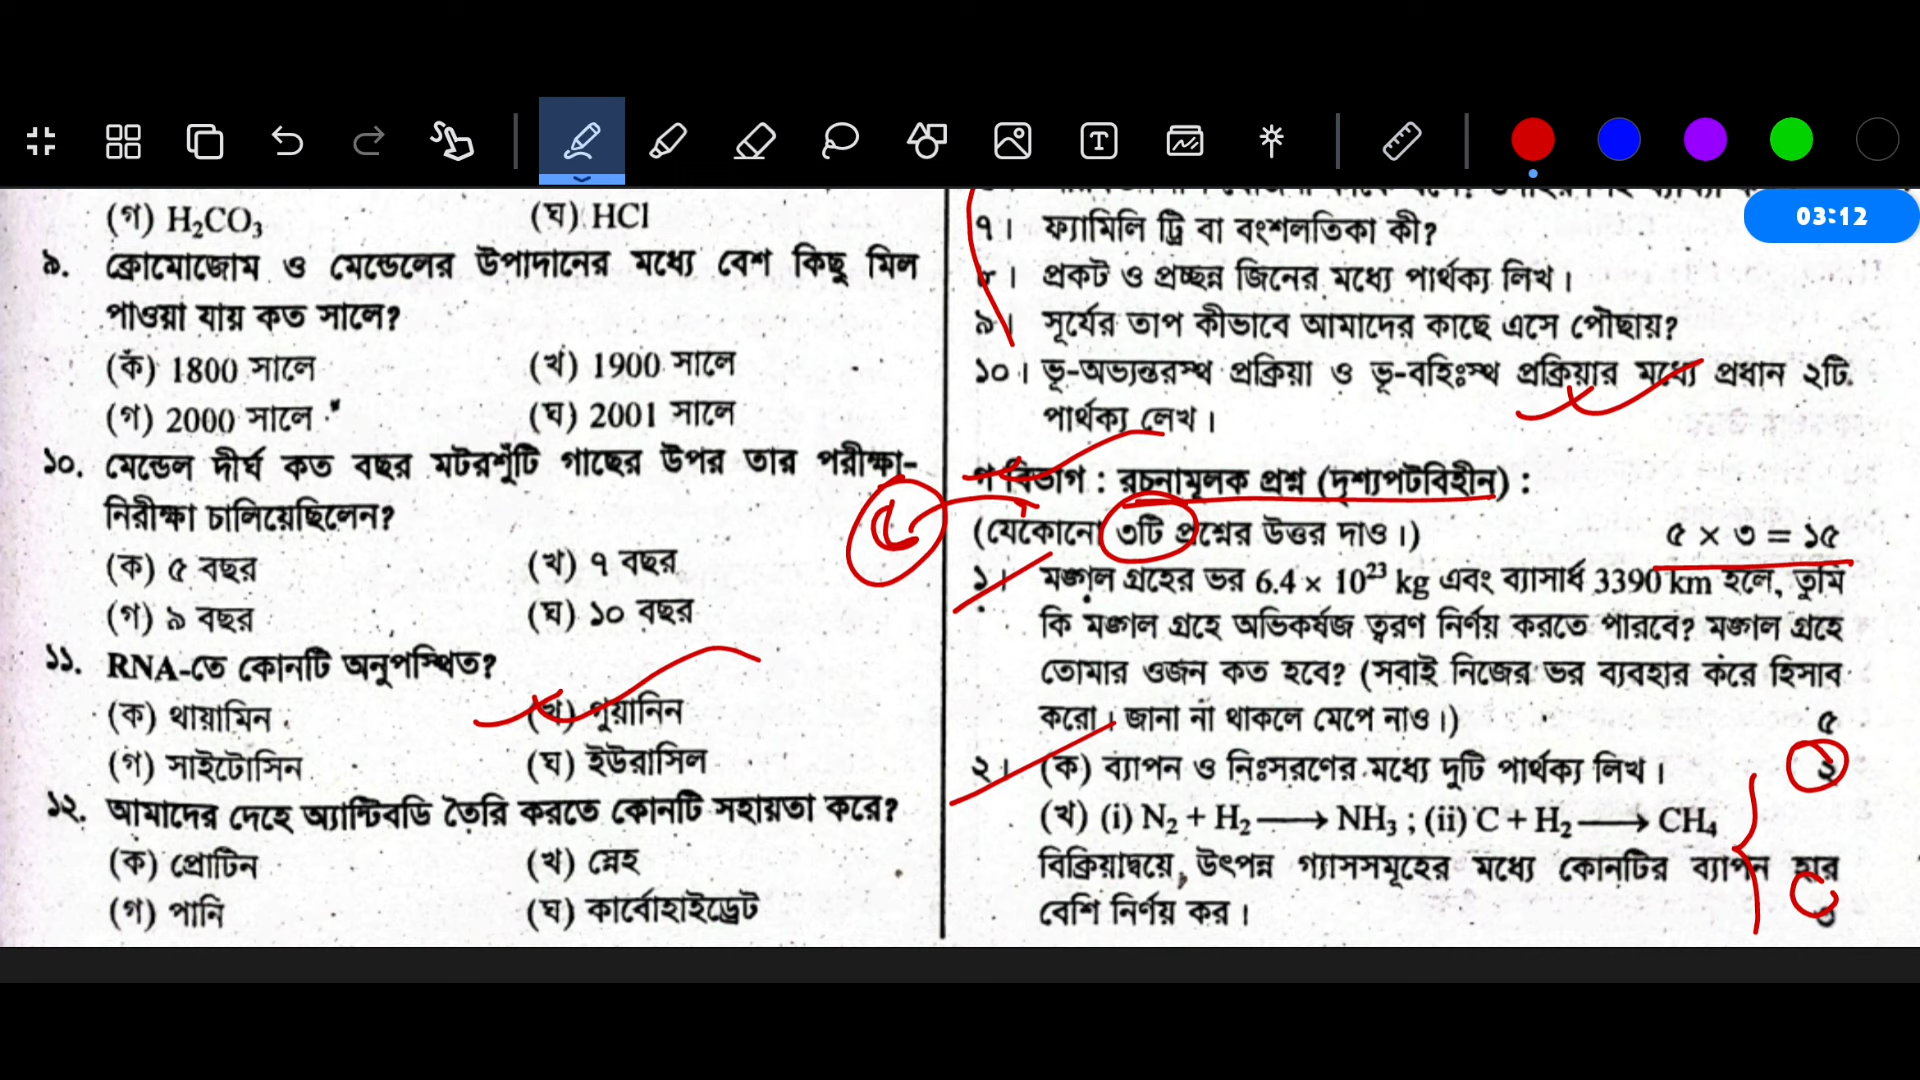 03:12
(গ) H₂CO₃ (ঘ) HCl
৯. ক্রোমোজোম ও মেন্ডেলের উপাদানের মধ্যে বেশ কিছু মিল
পাওয়া যায় কত সালে?
(ক) 1800 সালে (খ) 1900 সালে
(গ) 2000 সালে (ঘ) 2001 সালে
১০. মেন্ডেল দীর্ঘ কত বছর মটরশুঁটি গাছের উপর তার পরীক্ষা-
নিরীক্ষা চালিয়েছিলেন?
(ক) ৫ বছর (খ) ৭ বছর
(গ) ৯ বছর (ঘ) ১০ বছর
১১. RNA-তে কোনটি অনুপস্থিত?
(ক) থায়ামিন (খ) গুয়ানিন
(গ) সাইটোসিন (ঘ) ইউরাসিল
১২. আমাদের দেহে অ্যান্টিবডি তৈরি করতে কোনটি সহায়তা করে?
(ক) প্রোটিন (খ) স্নেহ
(গ) পানি (ঘ) কার্বোহাইড্রেট
৭। ফ্যামিলি ট্রি বা বংশলতিকা কী?
৮। প্রকট ও প্রচ্ছন্ন জিনের মধ্যে পার্থক্য লিখ।
৯। সূর্যের তাপ কীভাবে আমাদের কাছে এসে পৌছায়?
১০। ভূ-অভ্যন্তরস্থ প্রক্রিয়া ও ভূ-বহিঃস্থ প্রক্রিয়ার মধ্যে প্রধান ২টি
পার্থক্য লেখ।
গ বিভাগ : রচনামূলক প্রশ্ন (দৃশ্যপটবিহীন) :
(যেকোনো ৩টি প্রশ্নের উত্তর দাও।) ৫ × ৩ = ১৫
১। মঙ্গল গ্রহের ভর 6.4 × 10²³ kg এবং ব্যাসার্ধ 3390 km হলে, তুমি
কি মঙ্গল গ্রহে অভিকর্ষজ ত্বরণ নির্ণয় করতে পারবে? মঙ্গল গ্রহে
তোমার ওজন কত হবে? (সবাই নিজের ভর ব্যবহার করে হিসাব
করো। জানা না থাকলে মেপে নাও।) ৫
২। (ক) ব্যাপন ও নিঃসরণের মধ্যে দুটি পার্থক্য লিখ। ২
(খ) (i) N₂ + H₂ ⟶ NH₃ ; (ii) C + H₂ ⟶ CH₄
বিক্রিয়াদ্বয়ে উৎপন্ন গ্যাসসমূহের মধ্যে কোনটির ব্যাপন হার
বেশি নির্ণয় কর। ৩